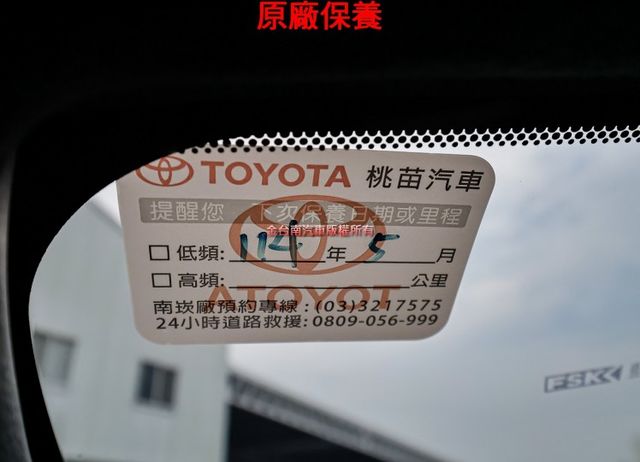 原廠保養
TOYOTA 桃苗汽車
提醒您 下次保養日期或里程
金台南汽車版權所有
□低頻: 114 年 5 月
□高頻: 公里
TOYOTA
南崁廠預約專線:(03)3217575
24小時道路救援:0809-056-999
FSK